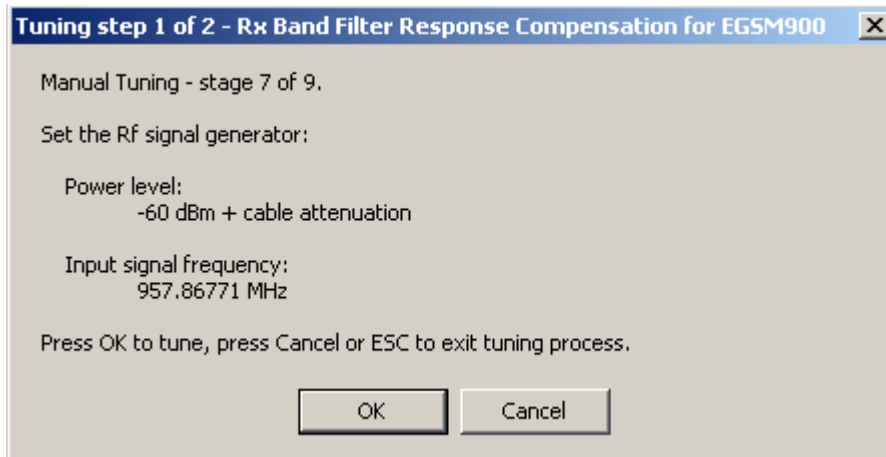 Tuning step 1 of 2 - Rx Band Filter Response Compensation for EGSM900
Manual Tuning - stage 7 of 9.
Set the Rf signal generator:
Power level:
-60 dBm + cable attenuation
Input signal frequency:
957.86771 MHz
Press OK to tune, press Cancel or ESC to exit tuning process.
OK
Cancel